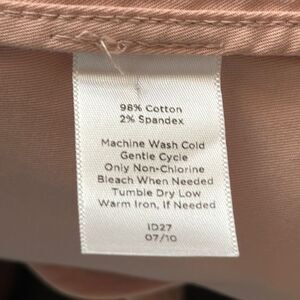 98% Cotton
2% Spandex
Machine Wash Cold
Gentle Cycle
Only Non-Chlorine
Bleach When Needed
Tumble Dry Low
Warm Iron, If Needed
ID27
07/10